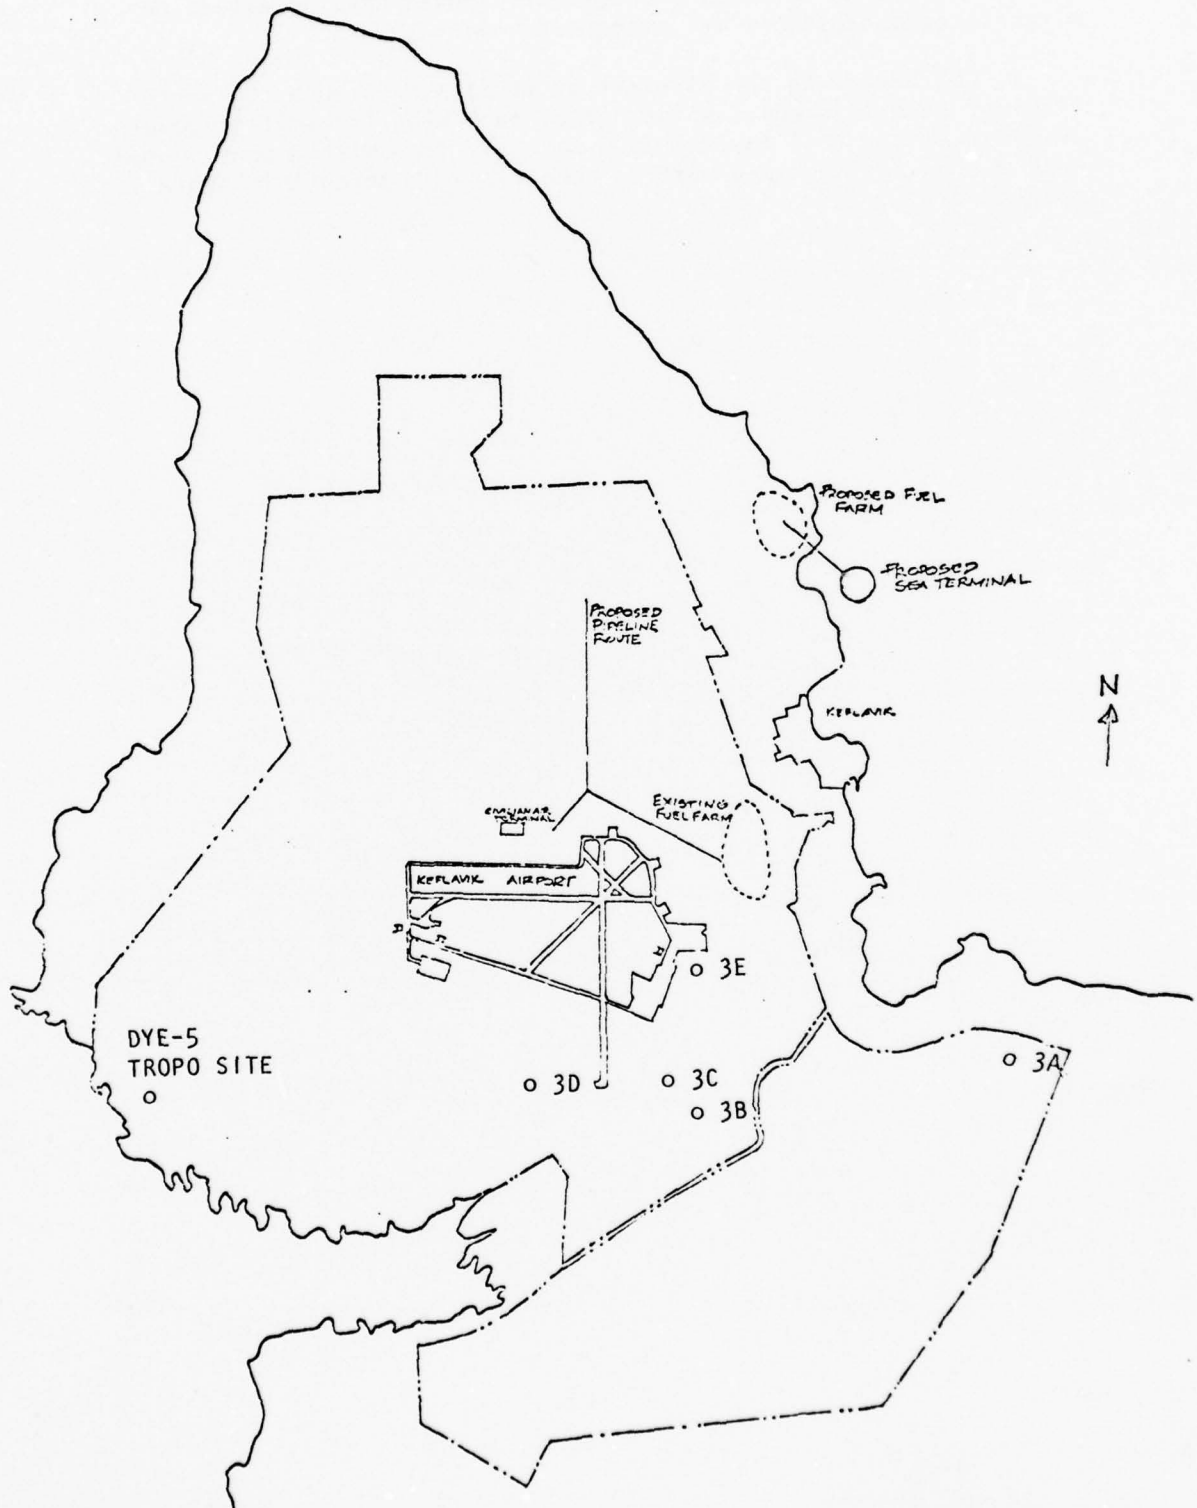 PROPOSED FUEL
FARM
PROPOSED
SEA TERMINAL
PROPOSED
PIPELINE
ROUTE
N
KEFLAVIK
EXISTING
FUEL FARM
TERMINAL
KEFLAVIK AIRPORT
3E
DYE-5
TROPO SITE
3D
3C
3B
3A